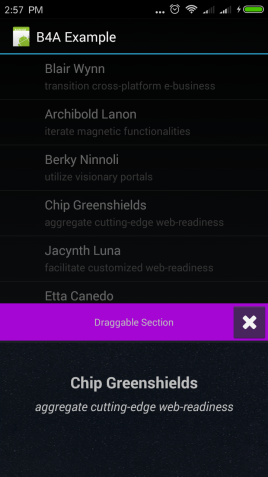 2:57 PM
B4A Example
Blair Wynn
transition cross-platform e-business
Archibold Lanon
iterate magnetic functionalities
Berky Ninnoli
utilize visionary portals
Chip Greenshields
aggregate cutting-edge web-readiness
Jacynth Luna
facilitate customized web-readiness
Etta Canedo
Draggable Section
Chip Greenshields
aggregate cutting-edge web-readiness